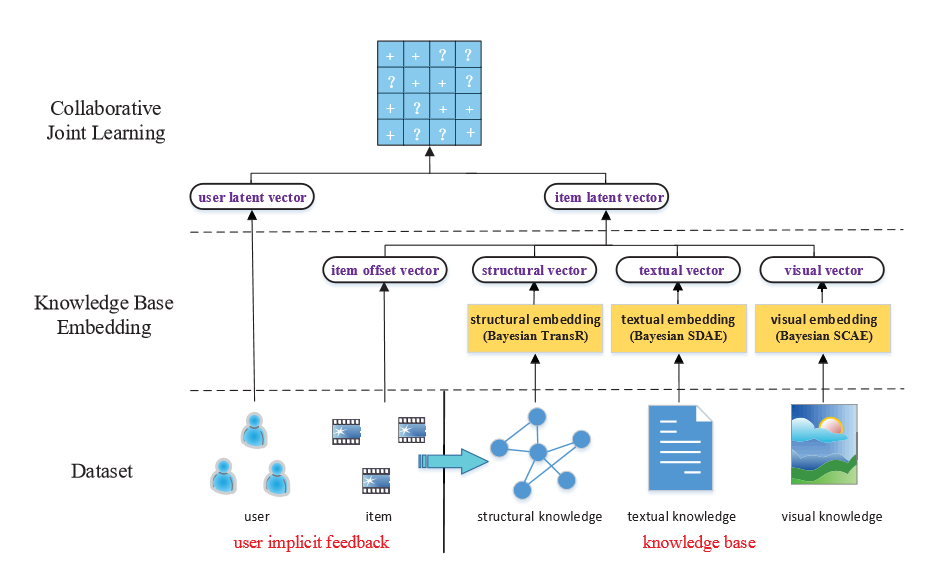 + + ? ?
? + + ?
+ ? + +
+ ? ? +
Collaborative
Joint Learning
user latent vector
item latent vector
item offset vector
structural vector
textual vector
visual vector
Knowledge Base
Embedding
structural embedding
(Bayesian TransR)
textual embedding
(Bayesian SDAE)
visual embedding
(Bayesian SCAE)
Dataset
user
item
structural knowledge
textual knowledge
visual knowledge
user implicit feedback
knowledge base